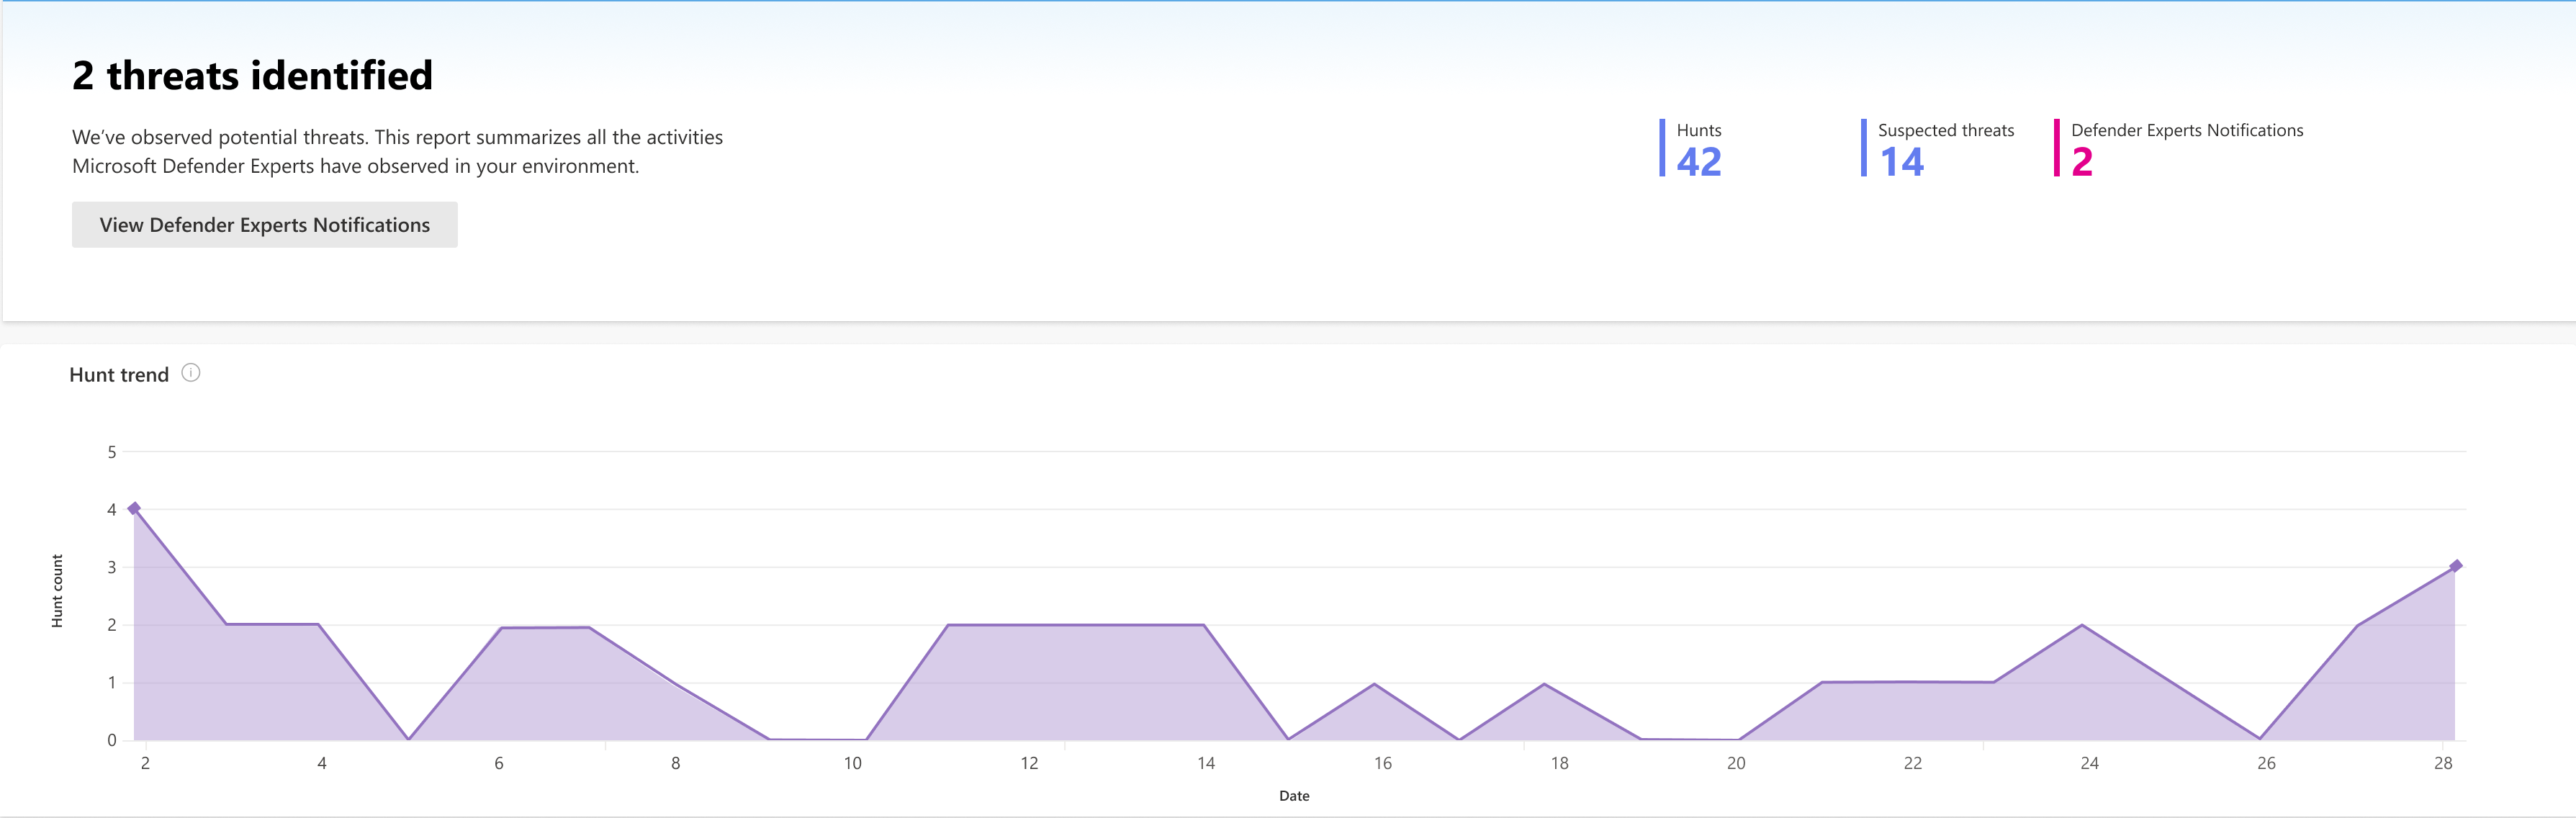 2 threats identified
We’ve observed potential threats. This report summarizes all the activities
Microsoft Defender Experts have observed in your environment.
View Defender Experts Notifications
Hunts
42
Suspected threats
14
Defender Experts Notifications
2
Hunt trend
Hunt count
5
4
3
2
1
0
2 4 6 8 10 12 14 16 18 20 22 24 26 28
Date